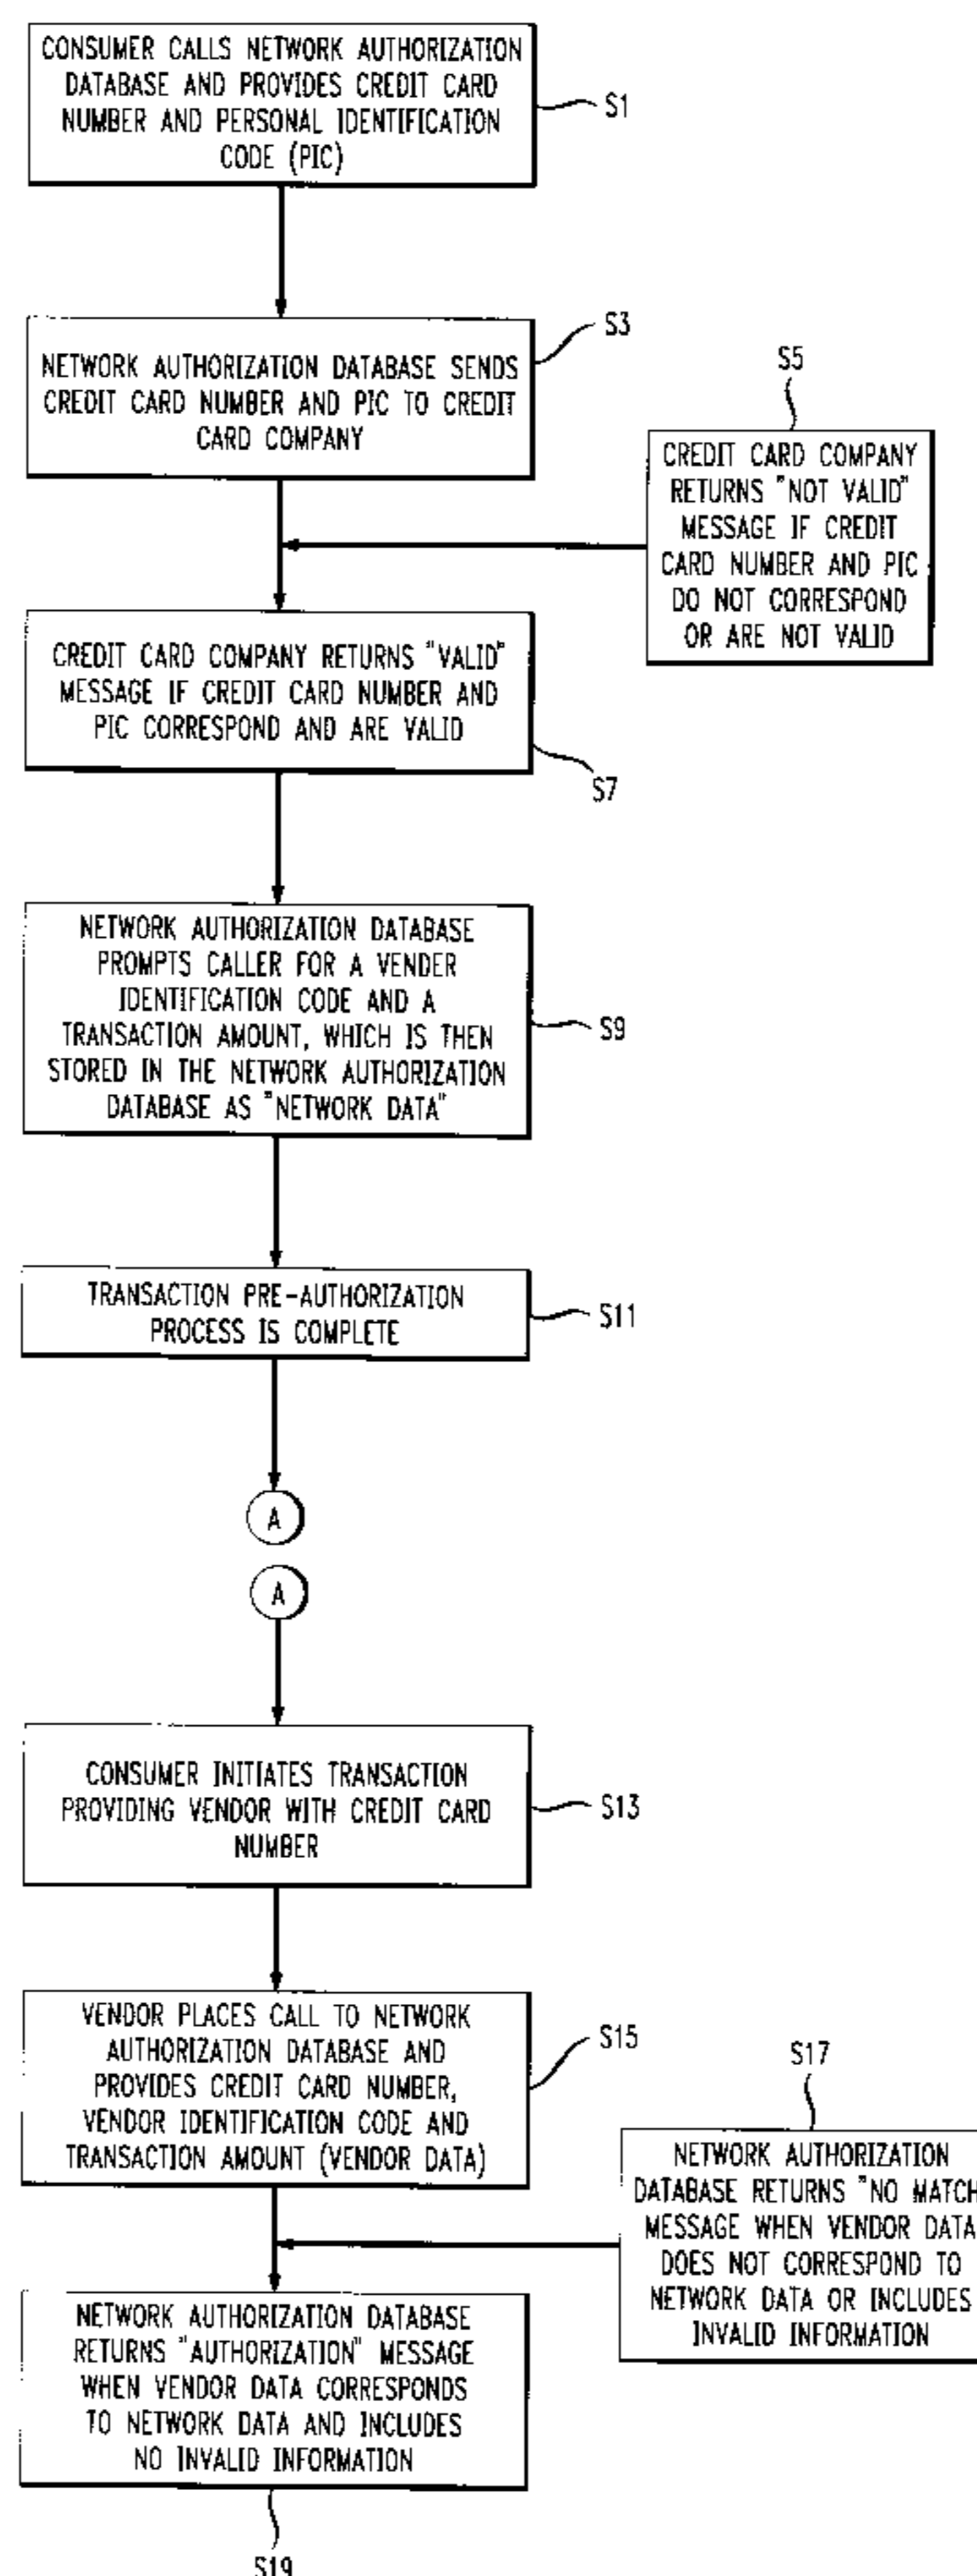 CONSUMER CALLS NETWORK AUTHORIZATION
DATABASE AND PROVIDES CREDIT CARD
NUMBER AND PERSONAL IDENTIFICATION
CODE (PIC)
S1
NETWORK AUTHORIZATION DATABASE SENDS
CREDIT CARD NUMBER AND PIC TO CREDIT
CARD COMPANY
S3
S5
CREDIT CARD COMPANY
RETURNS "NOT VALID"
MESSAGE IF CREDIT
CARD NUMBER AND PIC
DO NOT CORRESPOND
OR ARE NOT VALID
CREDIT CARD COMPANY RETURNS "VALID"
MESSAGE IF CREDIT CARD NUMBER AND
PIC CORRESPOND AND ARE VALID
S7
NETWORK AUTHORIZATION DATABASE
PROMPTS CALLER FOR A VENDER
IDENTIFICATION CODE AND A
TRANSACTION AMOUNT, WHICH IS THEN
STORED IN THE NETWORK AUTHORIZATION
DATABASE AS "NETWORK DATA"
S9
TRANSACTION PRE-AUTHORIZATION
PROCESS IS COMPLETE
S11
A
A
CONSUMER INITIATES TRANSACTION
PROVIDING VENDOR WITH CREDIT CARD
NUMBER
S13
VENDOR PLACES CALL TO NETWORK
AUTHORIZATION DATABASE AND
PROVIDES CREDIT CARD NUMBER,
VENDOR IDENTIFICATION CODE AND
TRANSACTION AMOUNT (VENDOR DATA)
S15
S17
NETWORK AUTHORIZATION
DATABASE RETURNS "NO MATCH
MESSAGE WHEN VENDOR DATA
DOES NOT CORRESPOND TO
NETWORK DATA OR INCLUDES
INVALID INFORMATION
NETWORK AUTHORIZATION DATABASE
RETURNS "AUTHORIZATION" MESSAGE
WHEN VENDOR DATA CORRESPONDS
TO NETWORK DATA AND INCLUDES
NO INVALID INFORMATION
S19